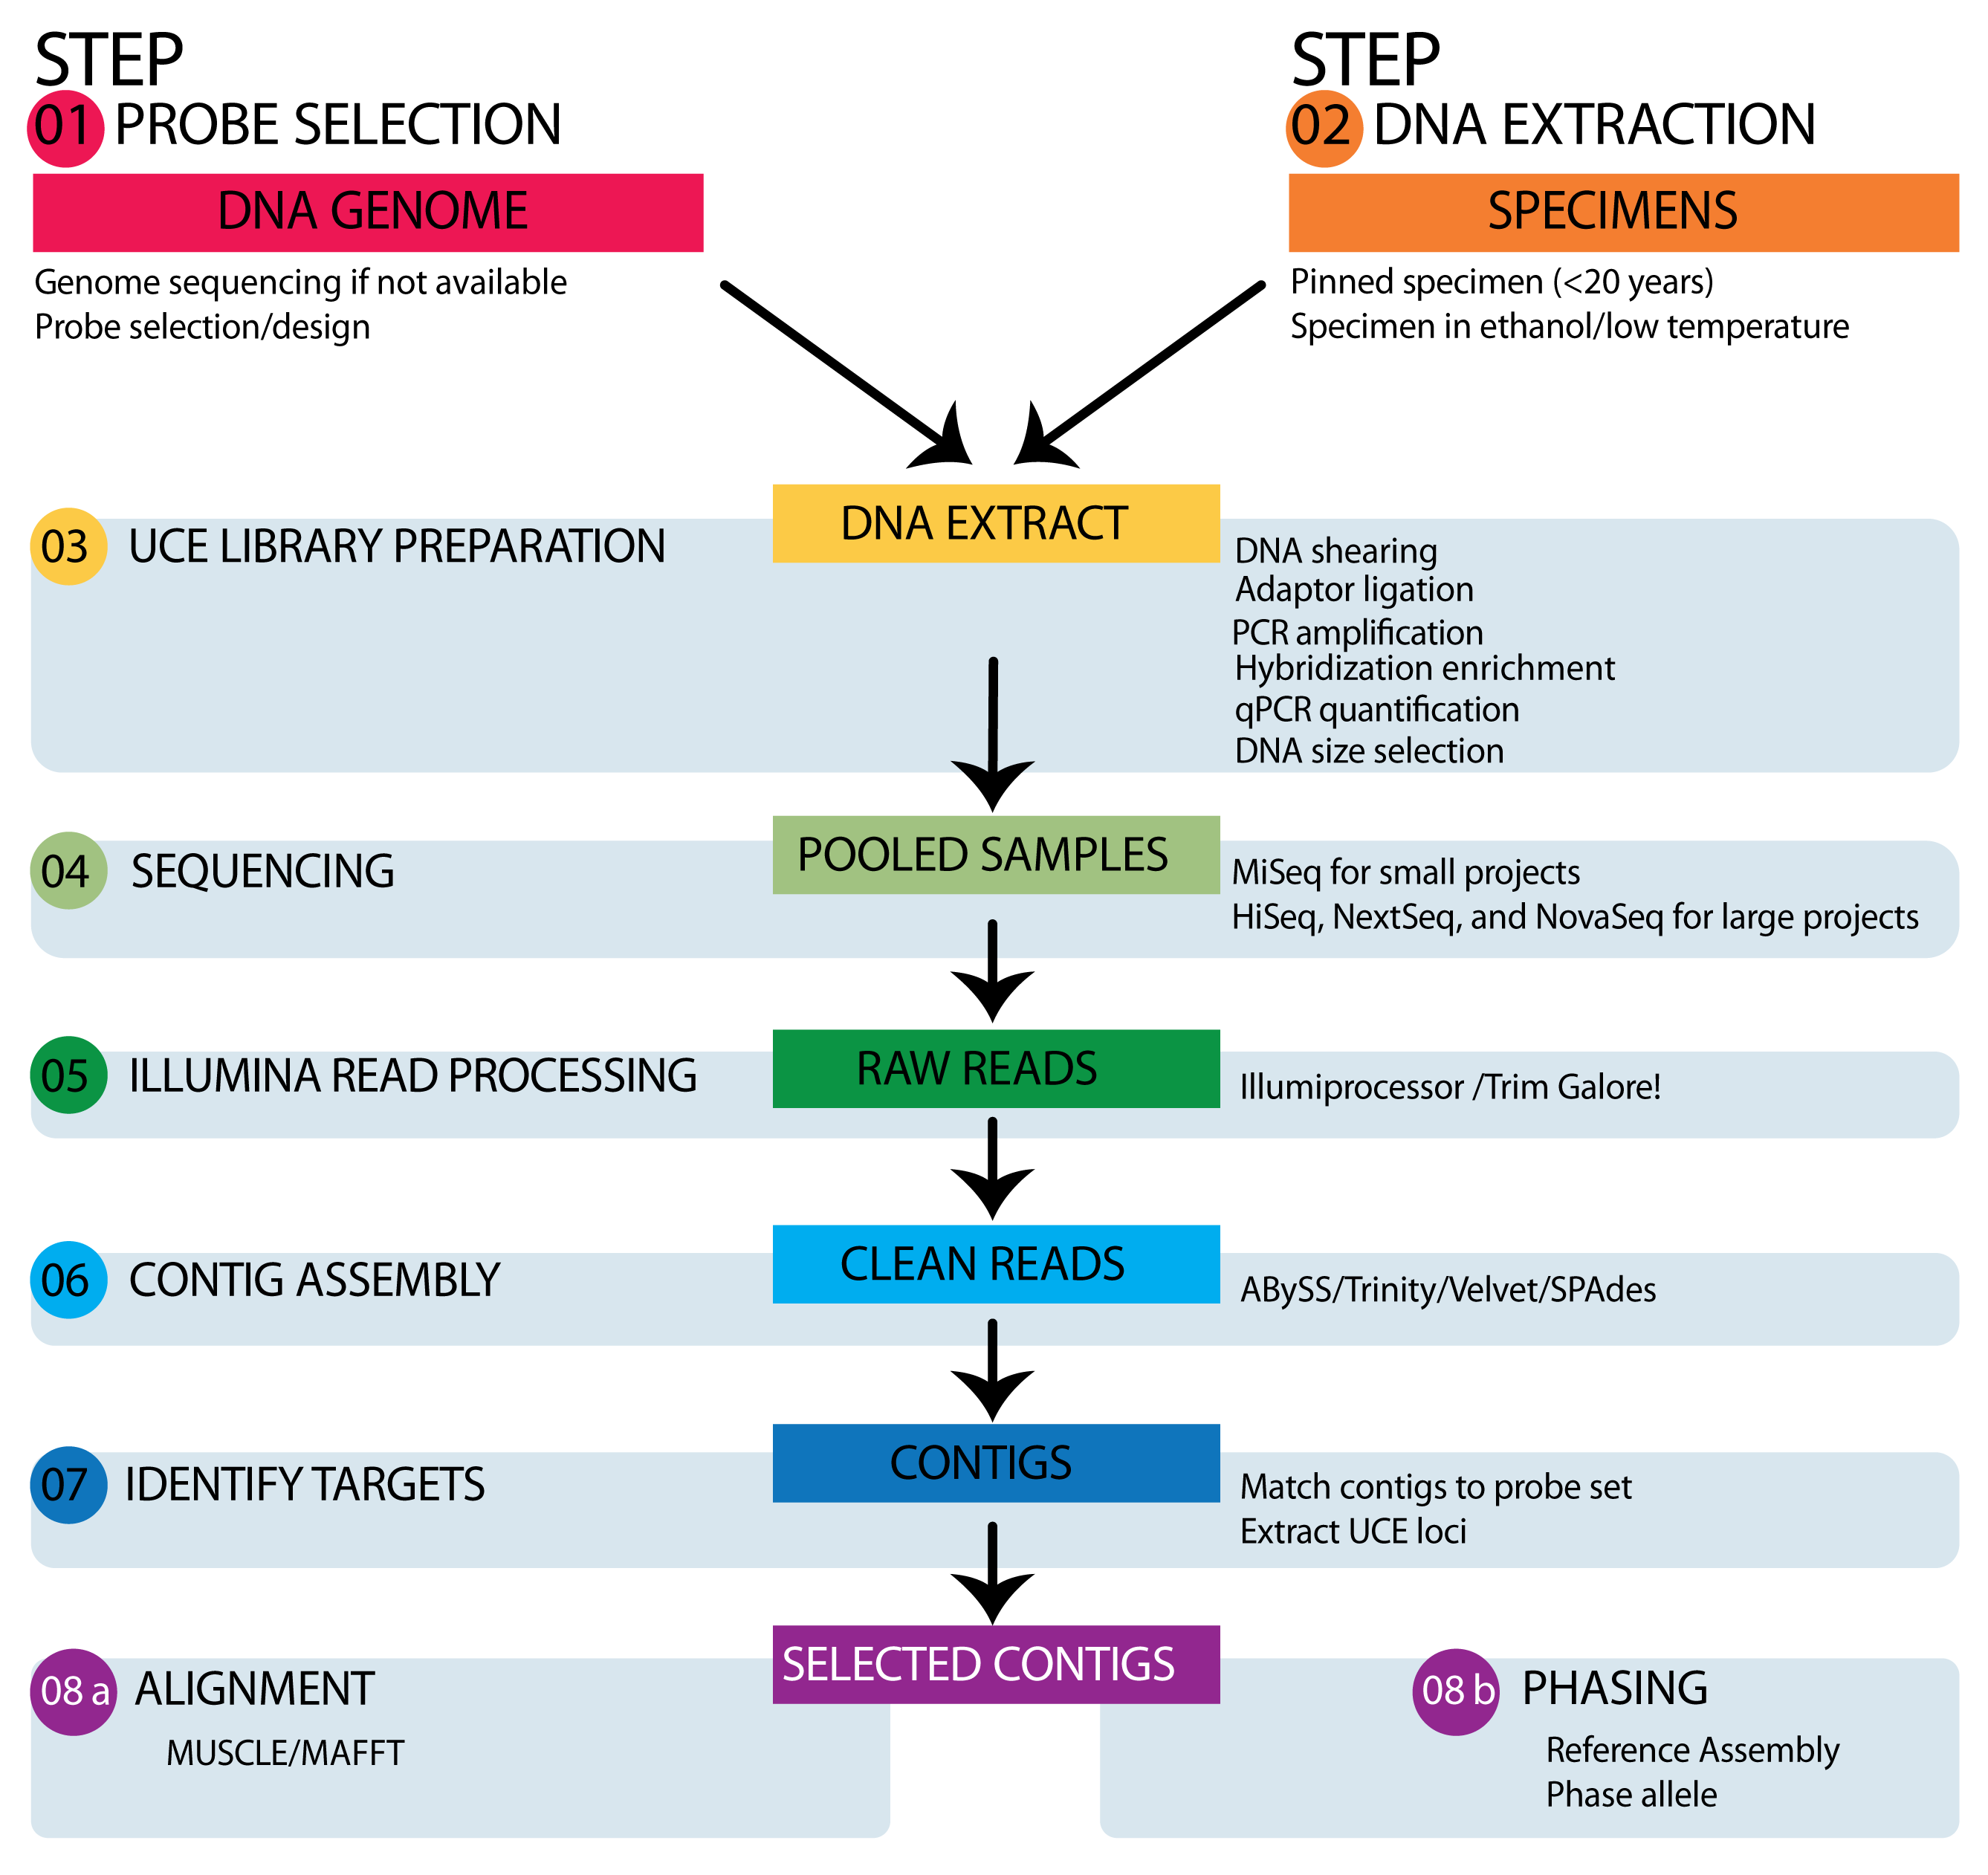 STEP
01 PROBE SELECTION
DNA GENOME
Genome sequencing if not available
Probe selection/design
STEP
02 DNA EXTRACTION
SPECIMENS
Pinned specimen (<20 years)
Specimen in ethanol/low temperature
03 UCE LIBRARY PREPARATION
DNA EXTRACT
DNA shearing
Adaptor ligation
PCR amplification
Hybridization enrichment
qPCR quantification
DNA size selection
04 SEQUENCING
POOLED SAMPLES
MiSeq for small projects
HiSeq, NextSeq, and NovaSeq for large projects
05 ILLUMINA READ PROCESSING
RAW READS
Illumiprocessor /Trim Galore!
06 CONTIG ASSEMBLY
CLEAN READS
ABySS/Trinity/Velvet/SPAdes
07 IDENTIFY TARGETS
CONTIGS
Match contigs to probe set
Extract UCE loci
SELECTED CONTIGS
08 a ALIGNMENT
MUSCLE/MAFFT
08 b PHASING
Reference Assembly
Phase allele